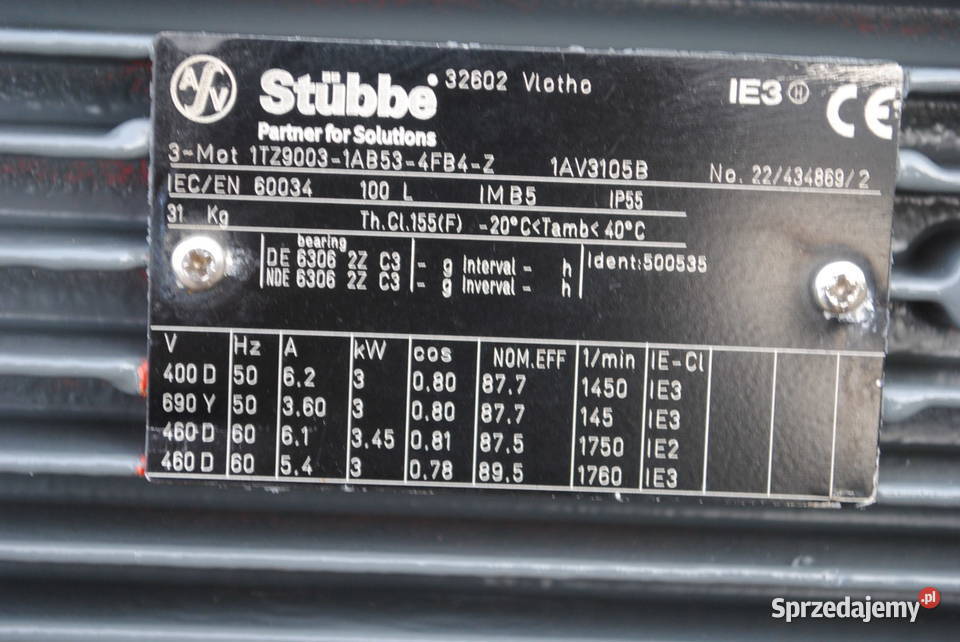 ASV Stübbe 32602 Vlotho IE3 H CE
Partner for Solutions
3-Mot 1TZ9003-1AB53-4FB4-Z 1AV3105B No. 22/434869/2
IEC/EN 60034 100 L IM B5 IP55
31 Kg Th.Cl.155(F) -20°C<Tamb< 40°C
bearing
DE 6306 2Z C3 - g Interval - h Ident:500535
NDE 6306 2Z C3 - g Inverval - h
V Hz A kW cos NOM.EFF 1/min IE-Cl
400 D 50 6.2 3 0.80 87.7 1450 IE3
690 Y 50 3.60 3 0.80 87.7 145 IE3
460 D 60 6.1 3.45 0.81 87.5 1750 IE2
460 D 60 5.4 3 0.78 89.5 1760 IE3
Sprzedajemy.pl